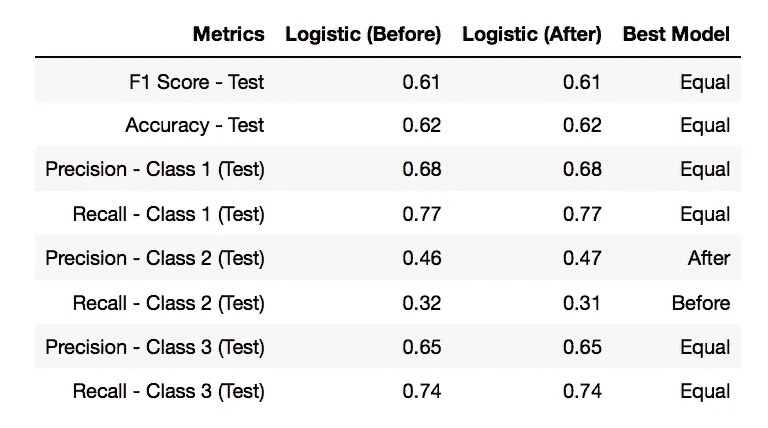 Metrics Logistic (Before) Logistic (After) Best Model
F1 Score - Test 0.61 0.61 Equal
Accuracy - Test 0.62 0.62 Equal
Precision - Class 1 (Test) 0.68 0.68 Equal
Recall - Class 1 (Test) 0.77 0.77 Equal
Precision - Class 2 (Test) 0.46 0.47 After
Recall - Class 2 (Test) 0.32 0.31 Before
Precision - Class 3 (Test) 0.65 0.65 Equal
Recall - Class 3 (Test) 0.74 0.74 Equal